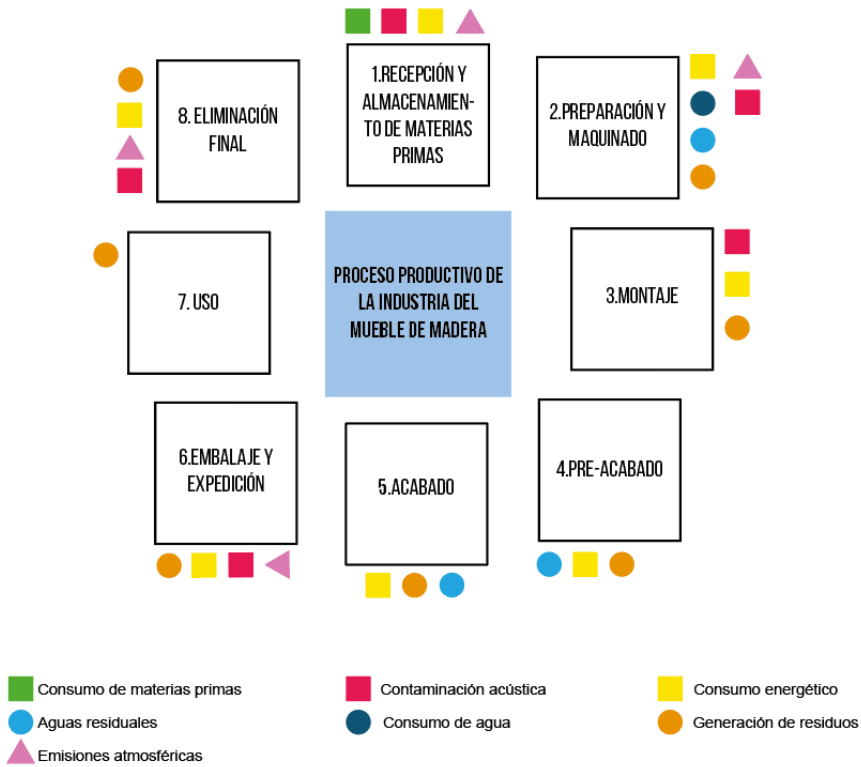 1.RECEPCIÓN Y
ALMACENAMIEN-
TO DE MATERIAS
PRIMAS
2.PREPARACIÓN Y
MAQUINADO
3.MONTAJE
4.PRE-ACABADO
5.ACABADO
6.EMBALAJE Y
EXPEDICIÓN
7. USO
8. ELIMINACIÓN
FINAL
PROCESO PRODUCTIVO DE
LA INDUSTRIA DEL
MUEBLE DE MADERA
Consumo de materias primas
Contaminación acústica
Consumo energético
Aguas residuales
Consumo de agua
Generación de residuos
Emisiones atmosféricas